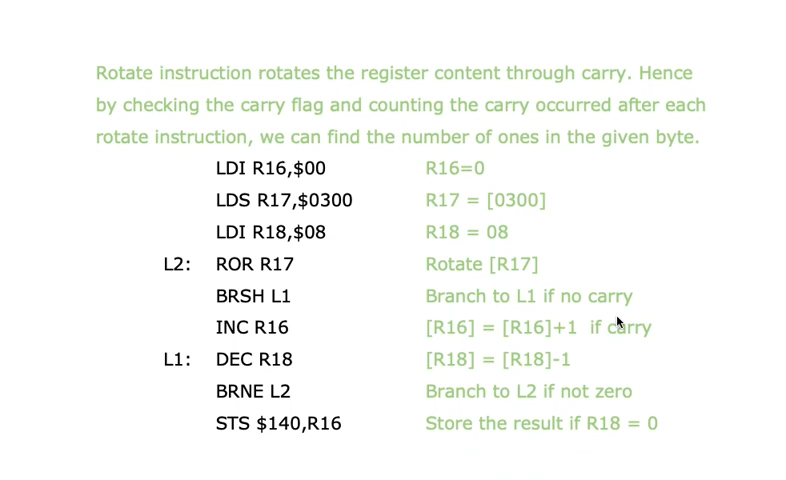 Rotate instruction rotates the register content through carry. Hence
by checking the carry flag and counting the carry occurred after each
rotate instruction, we can find the number of ones in the given byte.
LDI R16,$00 R16=0
LDS R17,$0300 R17 = [0300]
LDI R18,$08 R18 = 08
L2: ROR R17 Rotate [R17]
BRSH L1 Branch to L1 if no carry
INC R16 [R16] = [R16]+1 if carry
L1: DEC R18 [R18] = [R18]-1
BRNE L2 Branch to L2 if not zero
STS $140,R16 Store the result if R18 = 0